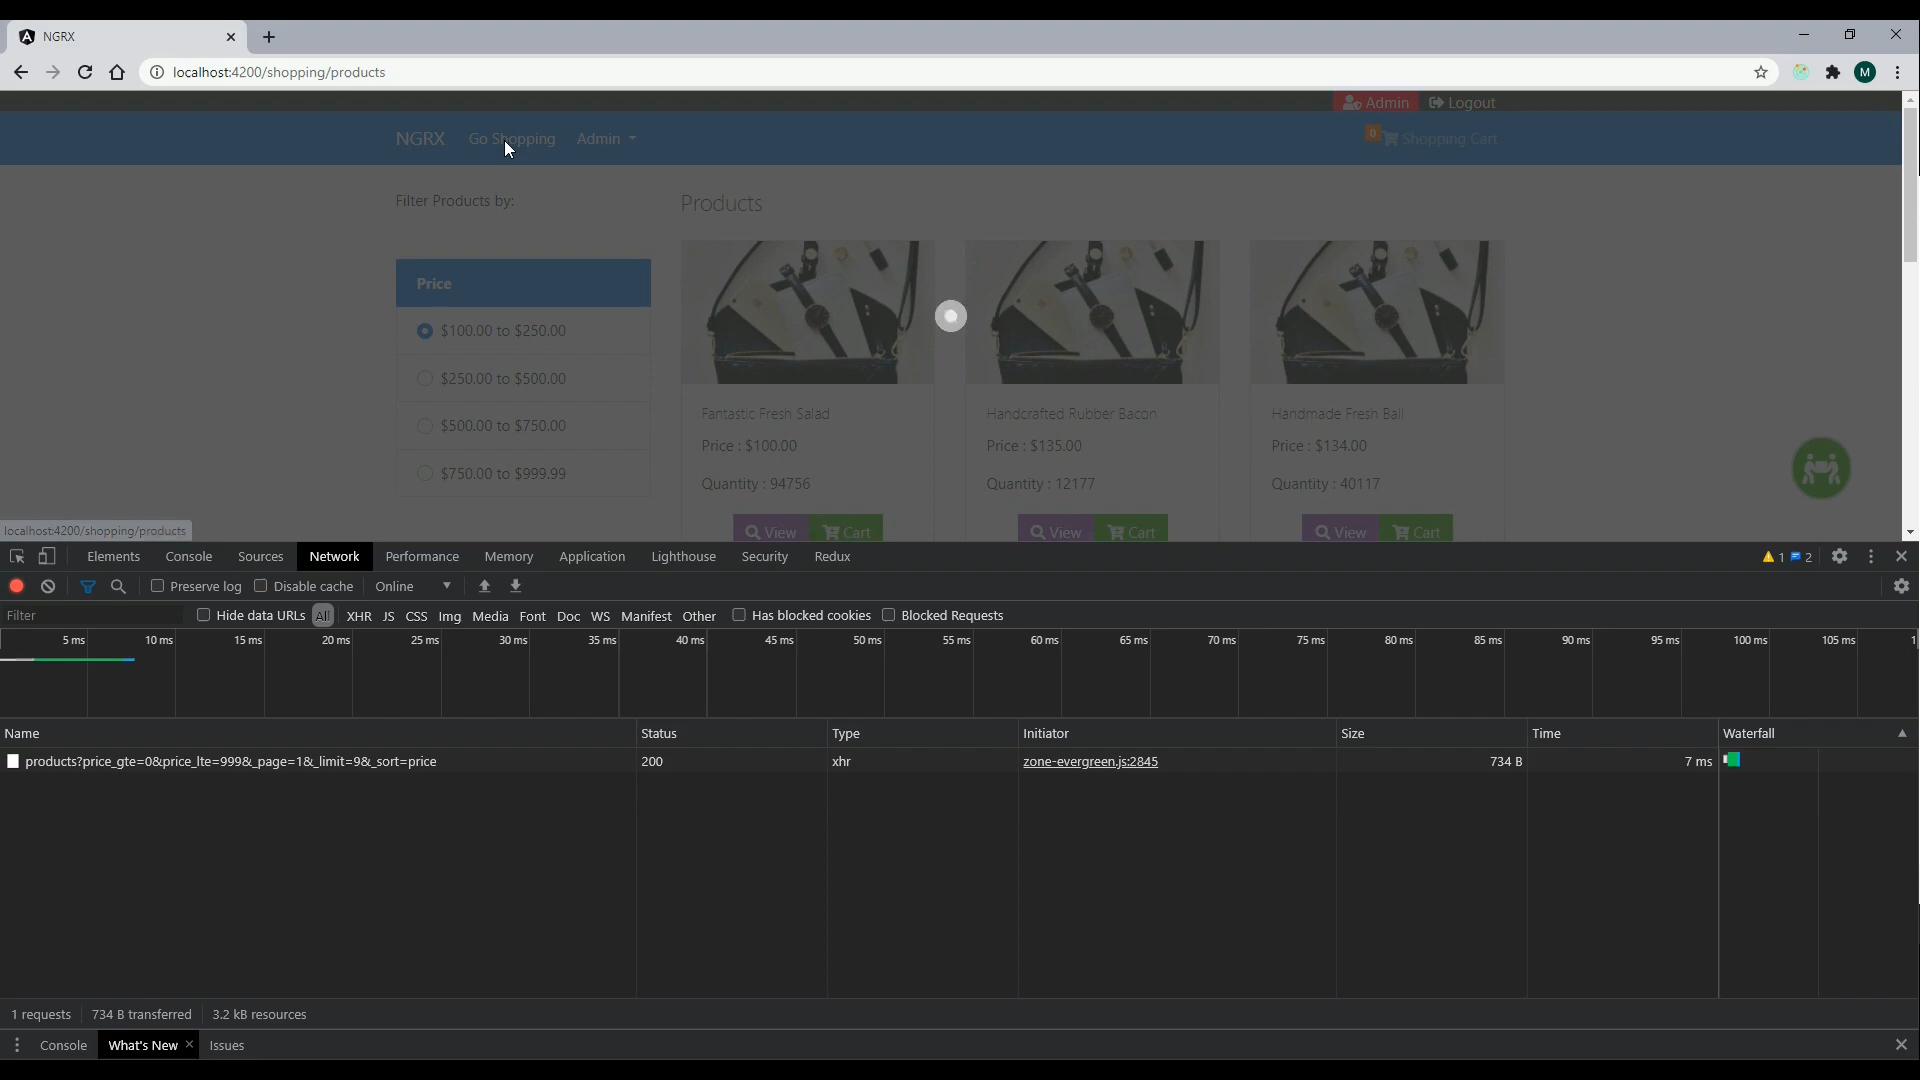 NGRX
localhost:4200/shopping/products
M
Admin Logout
NGRX Go Shopping Admin 0 Shopping Cart
Filter Products by:
Products
Price
$100.00 to $250.00
$250.00 to $500.00
$500.00 to $750.00
$750.00 to $999.99
Fantastic Fresh Salad
Price : $100.00
Quantity : 94756
View Cart
Handcrafted Rubber Bacon
Price : $135.00
Quantity : 12177
View Cart
Handmade Fresh Ball
Price : $134.00
Quantity : 40117
View Cart
localhost:4200/shopping/products
Elements Console Sources Network Performance Memory Application Lighthouse Security Redux 1 2
Preserve log Disable cache Online
Filter Hide data URLs All XHR JS CSS Img Media Font Doc WS Manifest Other Has blocked cookies Blocked Requests
5 ms 10 ms 15 ms 20 ms 25 ms 30 ms 35 ms 40 ms 45 ms 50 ms 55 ms 60 ms 65 ms 70 ms 75 ms 80 ms 85 ms 90 ms 95 ms 100 ms 105 ms 1
Name Status Type Initiator Size Time Waterfall
products?price_gte=0&price_lte=999&_page=1&_limit=9&_sort=price 200 xhr zone-evergreen.js:2845 734 B 7 ms
1 requests 734 B transferred 3.2 kB resources
Console What's New Issues